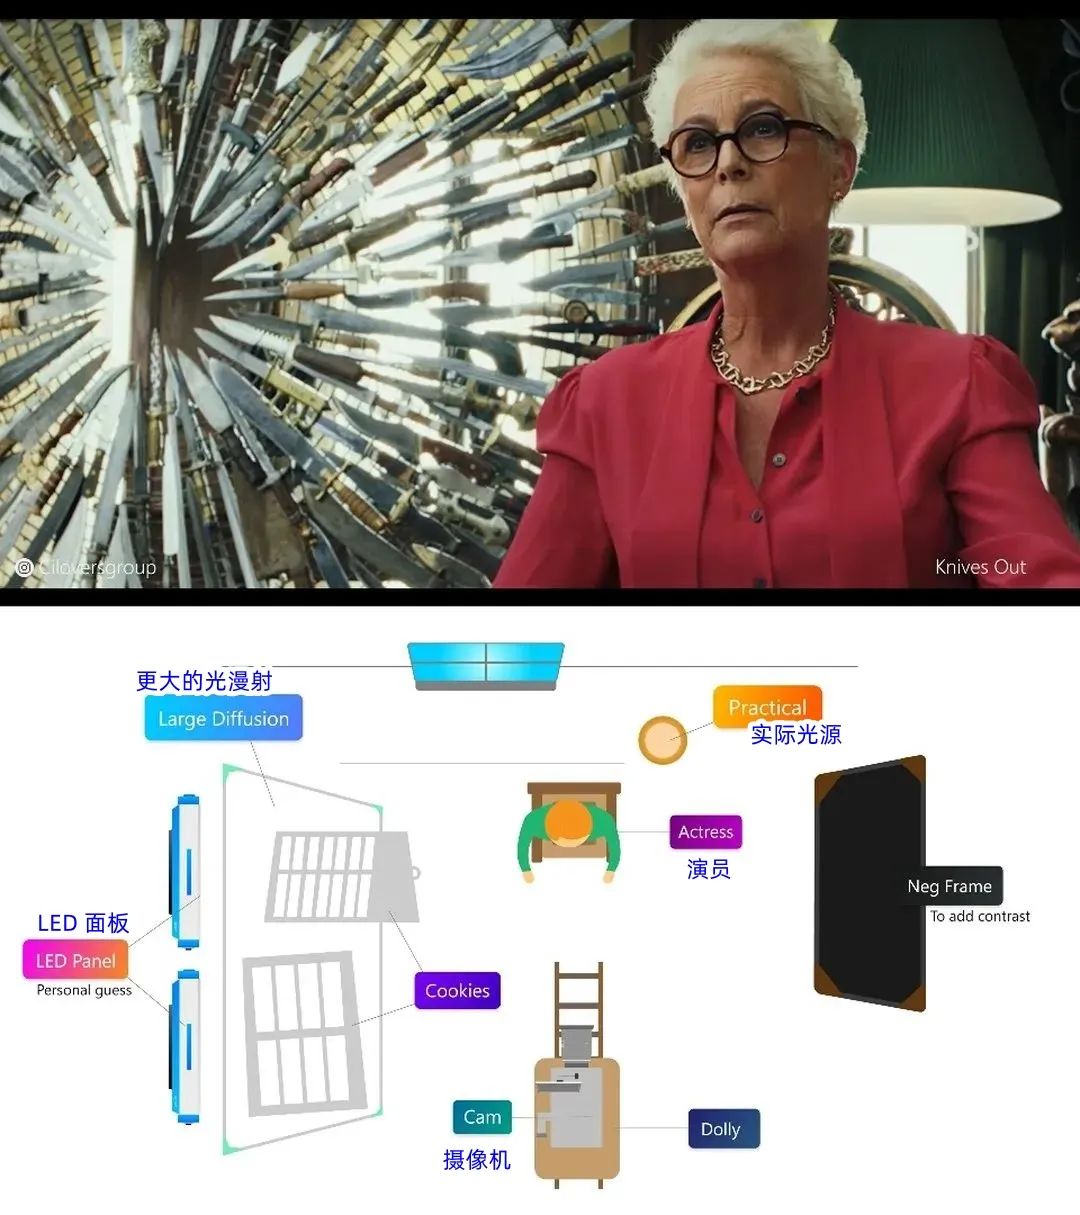 Ciloversgroup
Knives Out
更大的光漫射
Large Diffusion
Practical
实际光源
Actress
演员
LED 面板
LED Panel
Personal guess
Neg Frame
To add contrast
Cookies
Cam
摄像机
Dolly